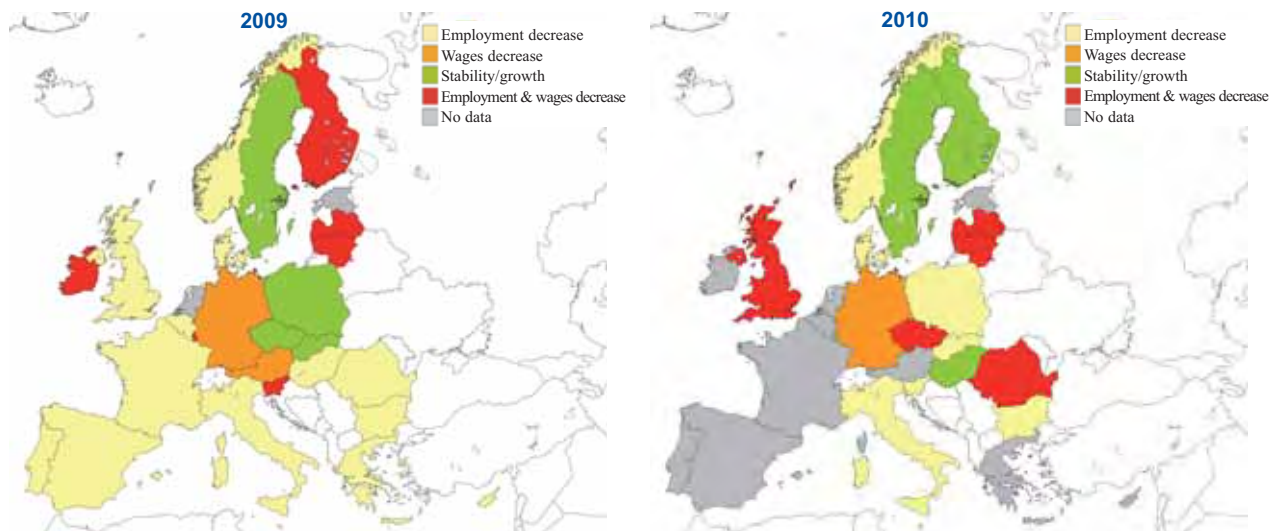 2009
Employment decrease
Wages decrease
Stability/growth
Employment & wages decrease
No data
2010
Employment decrease
Wages decrease
Stability/growth
Employment & wages decrease
No data